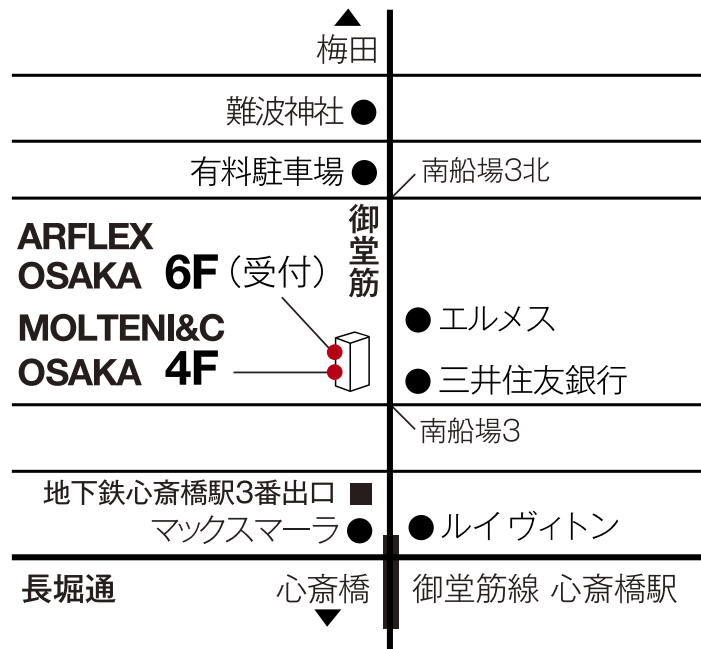 梅田
難波神社
有料駐車場
南船場3北
御堂筋
ARFLEX
OSAKA 6F（受付）
MOLTENI&C
OSAKA 4F
エルメス
三井住友銀行
南船場3
地下鉄心斎橋駅3番出口
マックスマーラ
ルイ ヴィトン
長堀通
心斎橋
御堂筋線 心斎橋駅